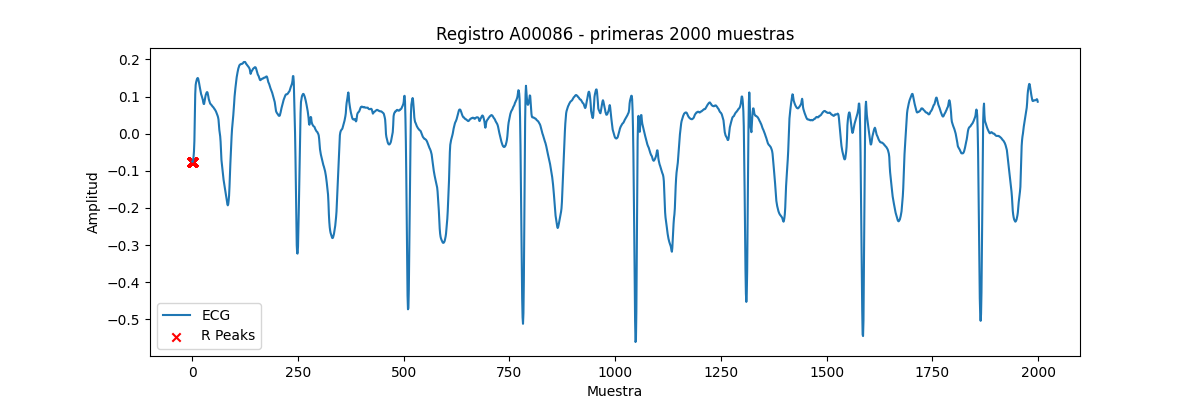 Registro A00086 - primeras 2000 muestras
Amplitud
0.2
0.1
0.0
−0.1
−0.2
−0.3
−0.4
−0.5
ECG
R Peaks
0 250 500 750 1000 1250 1500 1750 2000
Muestra